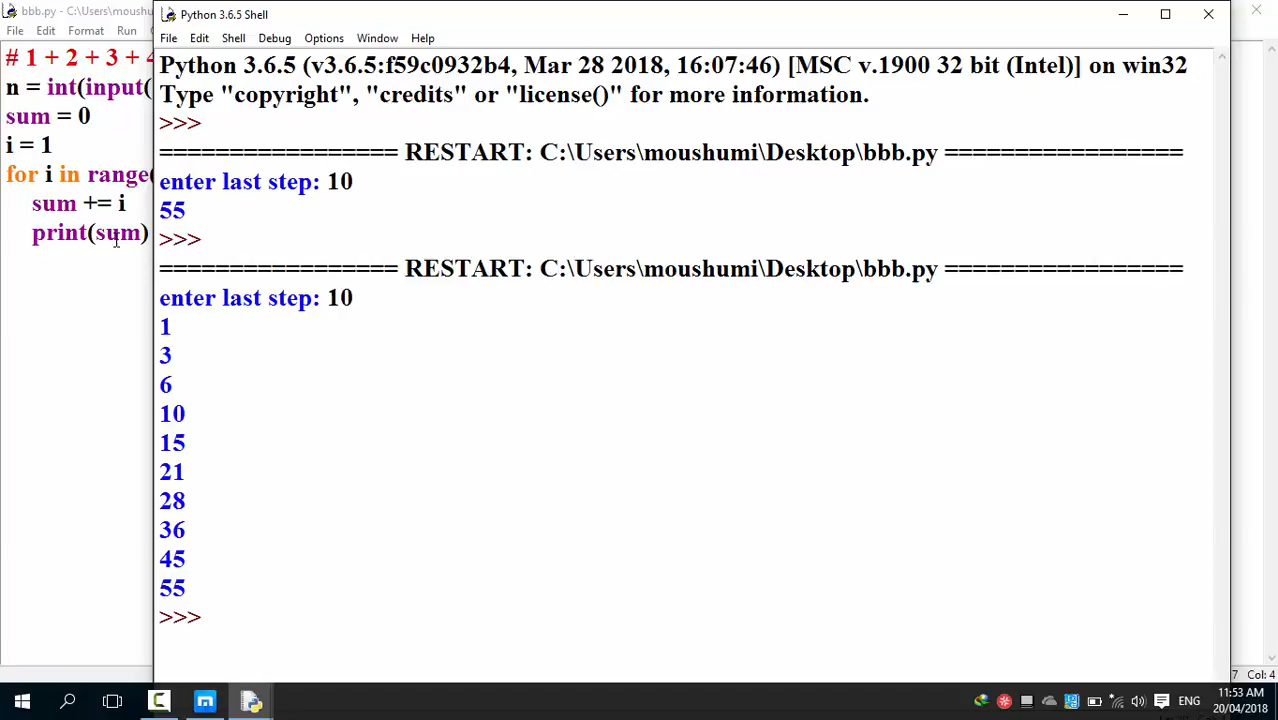 bbb.py - C:\Users\moushu
File Edit Format Run
# 1 + 2 + 3 + 4
n = int(input(
sum = 0
i = 1
for i in range(
sum += i
print(sum)
Python 3.6.5 Shell
File Edit Shell Debug Options Window Help
Python 3.6.5 (v3.6.5:f59c0932b4, Mar 28 2018, 16:07:46) [MSC v.1900 32 bit (Intel)] on win32
Type "copyright", "credits" or "license()" for more information.
>>>
================= RESTART: C:\Users\moushumi\Desktop\bbb.py =================
enter last step: 10
55
>>>
================= RESTART: C:\Users\moushumi\Desktop\bbb.py =================
enter last step: 10
1
3
6
10
15
21
28
36
45
55
>>>
7 Col: 4
ENG
11:53 AM
20/04/2018